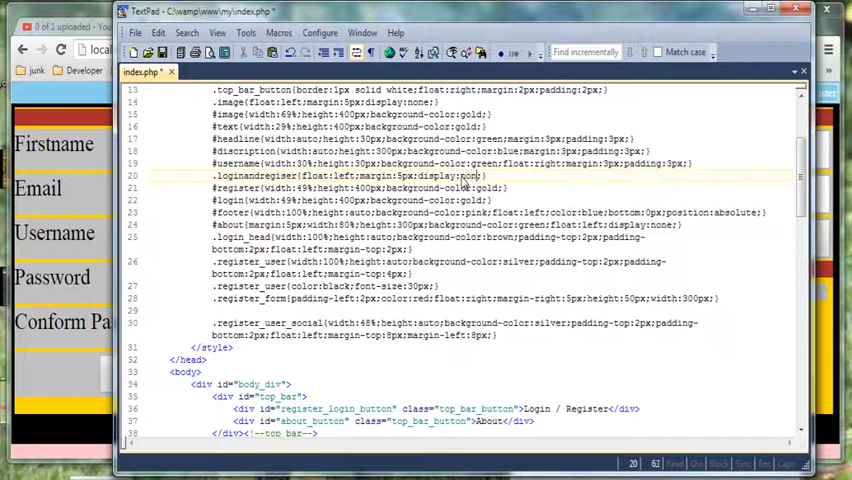 TextPad - C:\wamp\www\my\index.php *
0 of 1 uploaded - You
File Edit Search View Tools Macros Configure Window Help
Find incrementally Match case
junk Developer
index.php *
13 .top_bar_button{border:1px solid white;float:right;margin:2px;padding:2px;}
14 .image{float:left;margin:5px;display:none;}
15 #image{width:69%;height:400px;background-color:gold;}
16 #text{width:29%;height:400px;background-color:gold;}
17 #headline{width:auto;height:30px;background-color:green;margin:3px;padding:3px;}
18 #discription{width:auto;height:300px;background-color:blue;margin:3px;padding:3px;}
19 #username{width:30%;height:30px;background-color:green;float:right;margin:3px;padding:3px;}
20 .loginandregiser{float:left;margin:5px;display:non;}
21 #register{width:49%;height:400px;background-color:gold;}
22 #login{width:49%;height:400px;background-color:gold;}
23 #footer{width:100%;height:auto;background-color:pink;float:left;color:blue;bottom:0px;position:absolute;}
24 #about{margin:5px;width:80%;height:300px;background-color:green;float:left;display:none;}
25 .login_head{width:100%;height:auto;background-color:brown;padding-top:2px;padding-
bottom:2px;float:left;margin-top:2px;}
26 .register_user{width:100%;height:auto;background-color:silver;padding-top:2px;padding-
bottom:2px;float:left;margin-top:4px;}
27 .register_user{color:black;font-size:30px;}
28 .register_form{padding-left:2px;color:red;float:right;margin-right:5px;height:50px;width:300px;}
29
30 .register_user_social{width:48%;height:auto;background-color:silver;padding-top:2px;padding-
bottom:2px;float:left;margin-top:8px;margin-left:8px;}
31 </style>
32 </head>
33 <body>
34 <div id="body_div">
35 <div id="top_bar">
36 <div id="register_login_button" class="top_bar_button">Login / Register</div>
37 <div id="about_button" class="top_bar_button">About</div>
38 </div><!--top bar-->
Firstname
Email
Username
Password
Conform Pa
20 62 Read Ovr Block Sync Rec Caps